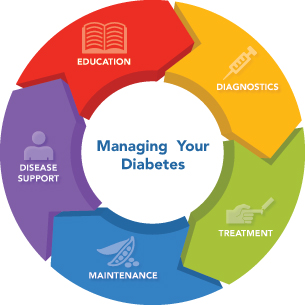 EDUCATION
DIAGNOSTICS
Managing Your
Diabetes
DISEASE
SUPPORT
TREATMENT
MAINTENANCE